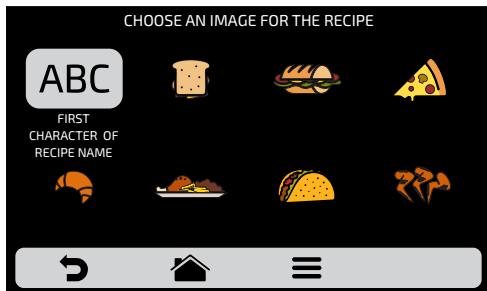 CHOOSE AN IMAGE FOR THE RECIPE
ABC
FIRST
CHARACTER OF
RECIPE NAME